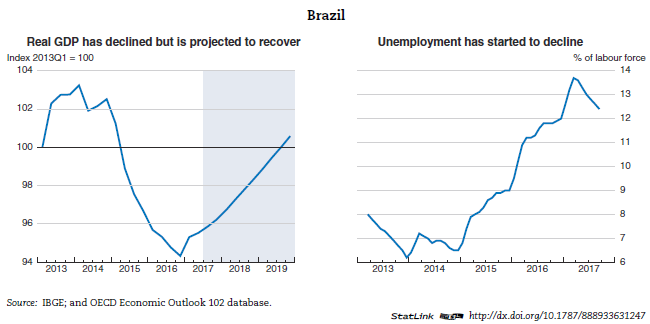 Brazil
Real GDP has declined but is projected to recover
Index 2013Q1 = 100
104
102
100
98
96
94
2013 2014 2015 2016 2017 2018 2019
Unemployment has started to decline
% of labour force
14
13
12
11
10
9
8
7
6
2013 2014 2015 2016 2017
Source: IBGE; and OECD Economic Outlook 102 database.
StatLink http://dx.doi.org/10.1787/888933631247